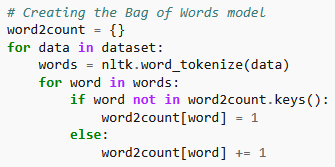 # Creating the Bag of Words model
word2count = {}
for data in dataset:
    words = nltk.word_tokenize(data)
    for word in words:
        if word not in word2count.keys():
            word2count[word] = 1
        else:
            word2count[word] += 1